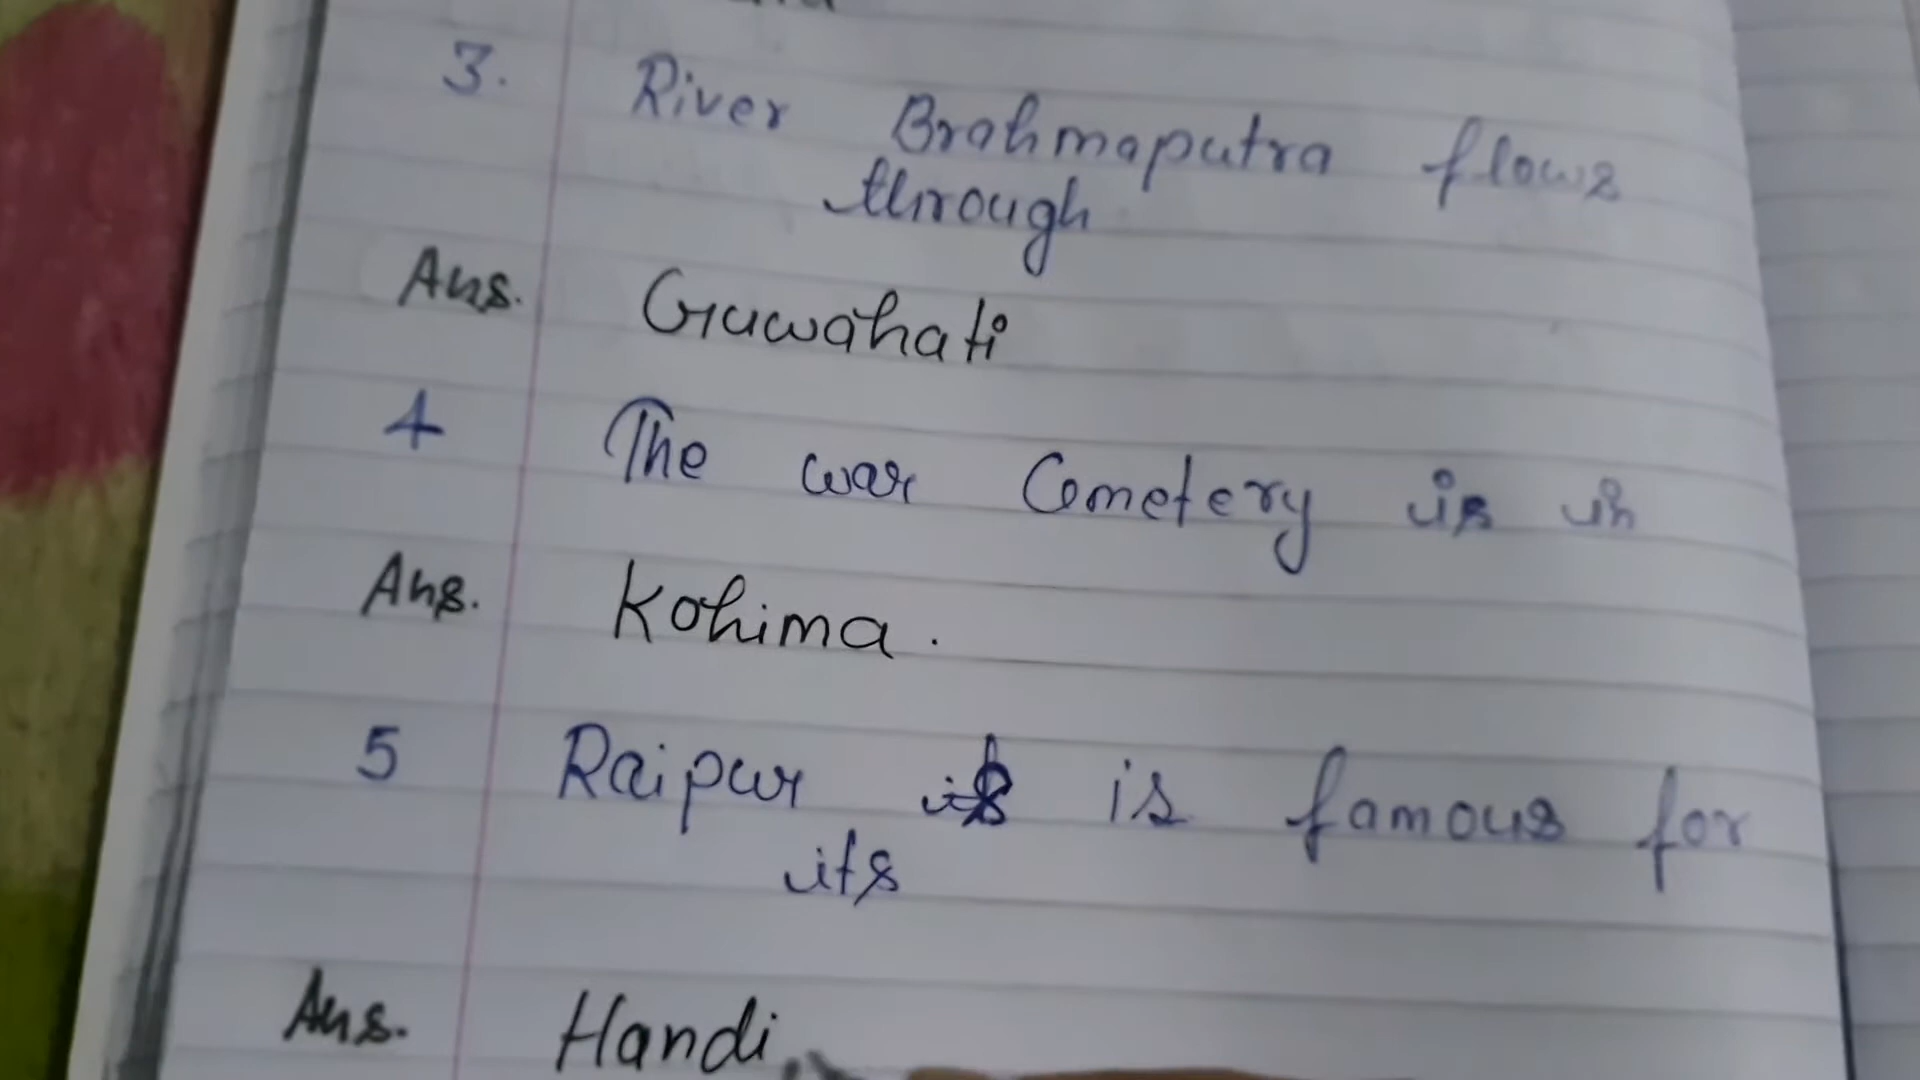 3. River Brahmaputra flows
through
Ans. Guwahati
4 The war Cemetery is in
Ans. Kohima.
5 Raipur is is famous for
its
Ans. Handi